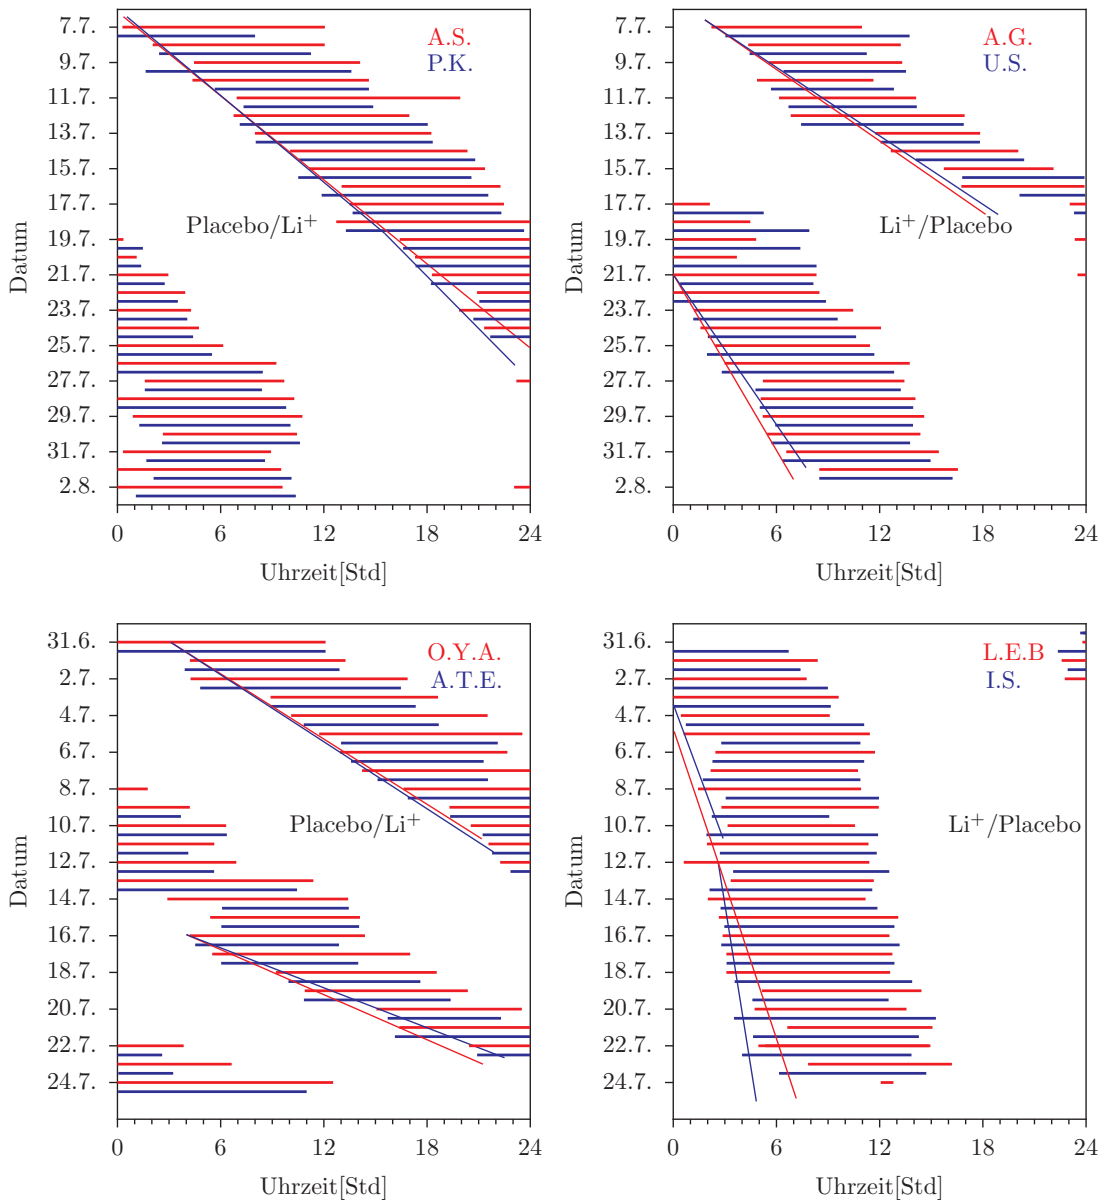 A.S.
P.K.
Placebo/Li⁺
7.7.
9.7.
11.7.
13.7.
15.7.
17.7.
19.7.
21.7.
23.7.
25.7.
27.7.
29.7.
31.7.
2.8.
Datum
0 6 12 18 24
Uhrzeit[Std]
A.G.
U.S.
Li⁺/Placebo
7.7.
9.7.
11.7.
13.7.
15.7.
17.7.
19.7.
21.7.
23.7.
25.7.
27.7.
29.7.
31.7.
2.8.
Datum
0 6 12 18 24
Uhrzeit[Std]
O.Y.A.
A.T.E.
Placebo/Li⁺
31.6.
2.7.
4.7.
6.7.
8.7.
10.7.
12.7.
14.7.
16.7.
18.7.
20.7.
22.7.
24.7.
Datum
0 6 12 18 24
Uhrzeit[Std]
L.E.B
I.S.
Li⁺/Placebo
31.6.
2.7.
4.7.
6.7.
8.7.
10.7.
12.7.
14.7.
16.7.
18.7.
20.7.
22.7.
24.7.
Datum
0 6 12 18 24
Uhrzeit[Std]